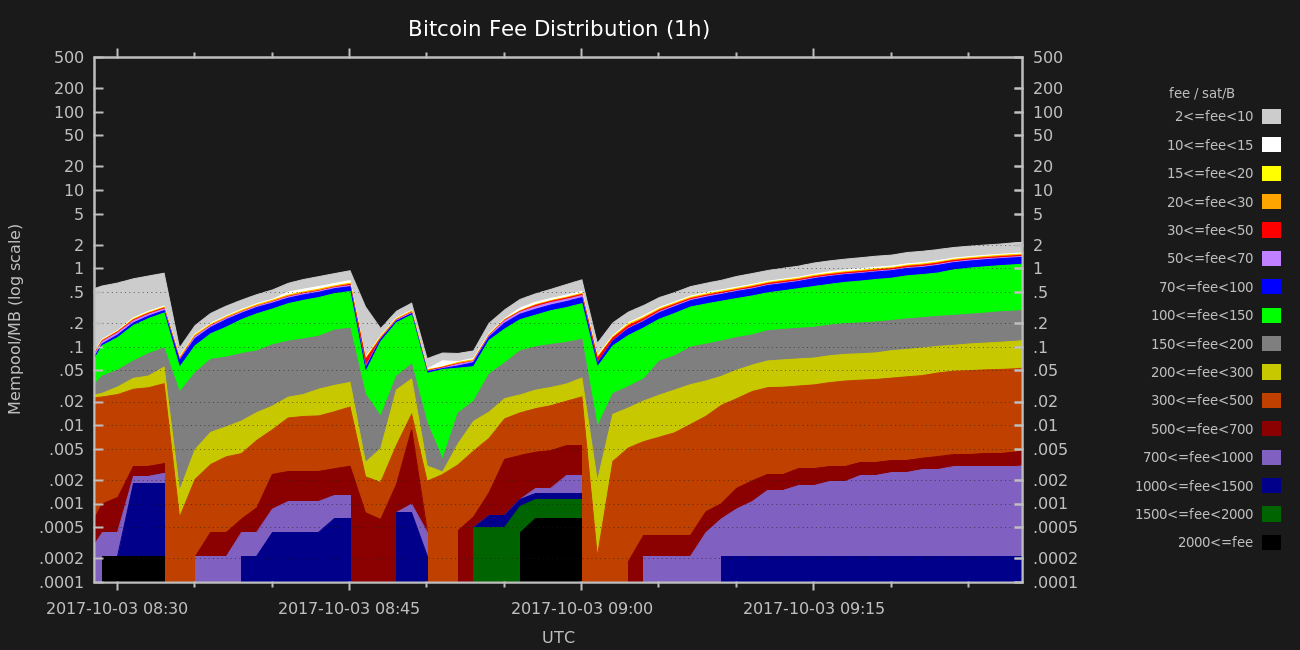 Bitcoin Fee Distribution (1h)
500
200
100
50
20
10
5
2
1
.5
.2
.1
.05
.02
.01
.005
.002
.001
.0005
.0002
.0001
Mempool/MB (log scale)
500
200
100
50
20
10
5
2
1
.5
.2
.1
.05
.02
.01
.005
.002
.001
.0005
.0002
.0001
2017-10-03 08:30
2017-10-03 08:45
2017-10-03 09:00
2017-10-03 09:15
UTC
fee / sat/B
2<=fee<10
10<=fee<15
15<=fee<20
20<=fee<30
30<=fee<50
50<=fee<70
70<=fee<100
100<=fee<150
150<=fee<200
200<=fee<300
300<=fee<500
500<=fee<700
700<=fee<1000
1000<=fee<1500
1500<=fee<2000
2000<=fee